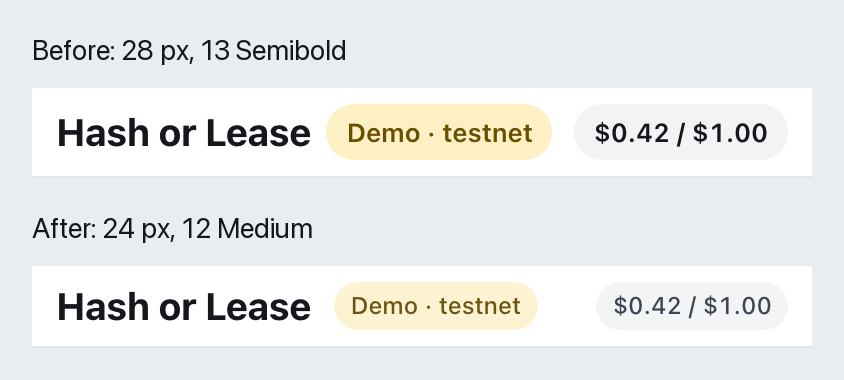 Before: 28 px, 13 Semibold
Hash or Lease Demo · testnet $0.42 / $1.00
After: 24 px, 12 Medium
Hash or Lease Demo · testnet $0.42 / $1.00